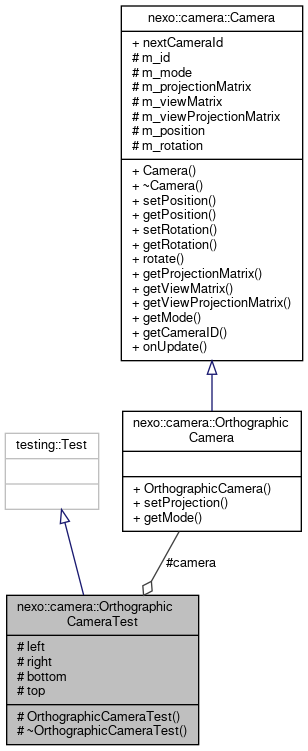 nexo::camera::Camera
+ nextCameraId
# m_id
# m_mode
# m_projectionMatrix
# m_viewMatrix
# m_viewProjectionMatrix
# m_position
# m_rotation
+ Camera()
+ ~Camera()
+ setPosition()
+ getPosition()
+ setRotation()
+ getRotation()
+ rotate()
+ getProjectionMatrix()
+ getViewMatrix()
+ getViewProjectionMatrix()
+ getMode()
+ getCameraID()
+ onUpdate()
nexo::camera::Orthographic
Camera
+ OrthographicCamera()
+ setProjection()
+ getMode()
testing::Test
#camera
nexo::camera::Orthographic
CameraTest
# left
# right
# bottom
# top
# OrthographicCameraTest()
# ~OrthographicCameraTest()